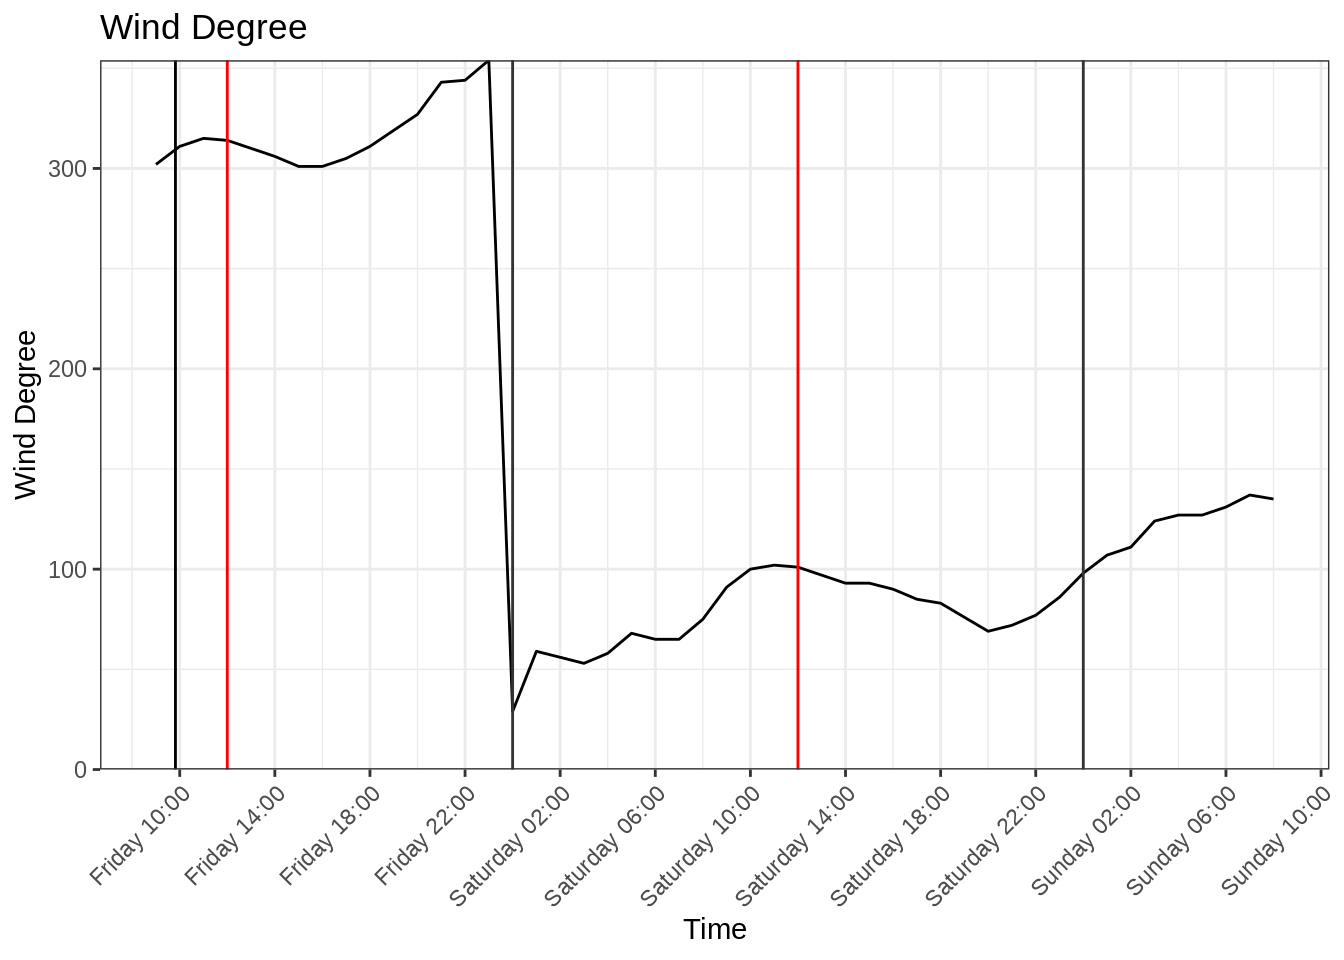 Wind Degree
Wind Degree
300
200
100
0
Friday 10:00
Friday 14:00
Friday 18:00
Friday 22:00
Saturday 02:00
Saturday 06:00
Saturday 10:00
Saturday 14:00
Saturday 18:00
Saturday 22:00
Sunday 02:00
Sunday 06:00
Sunday 10:00
Time